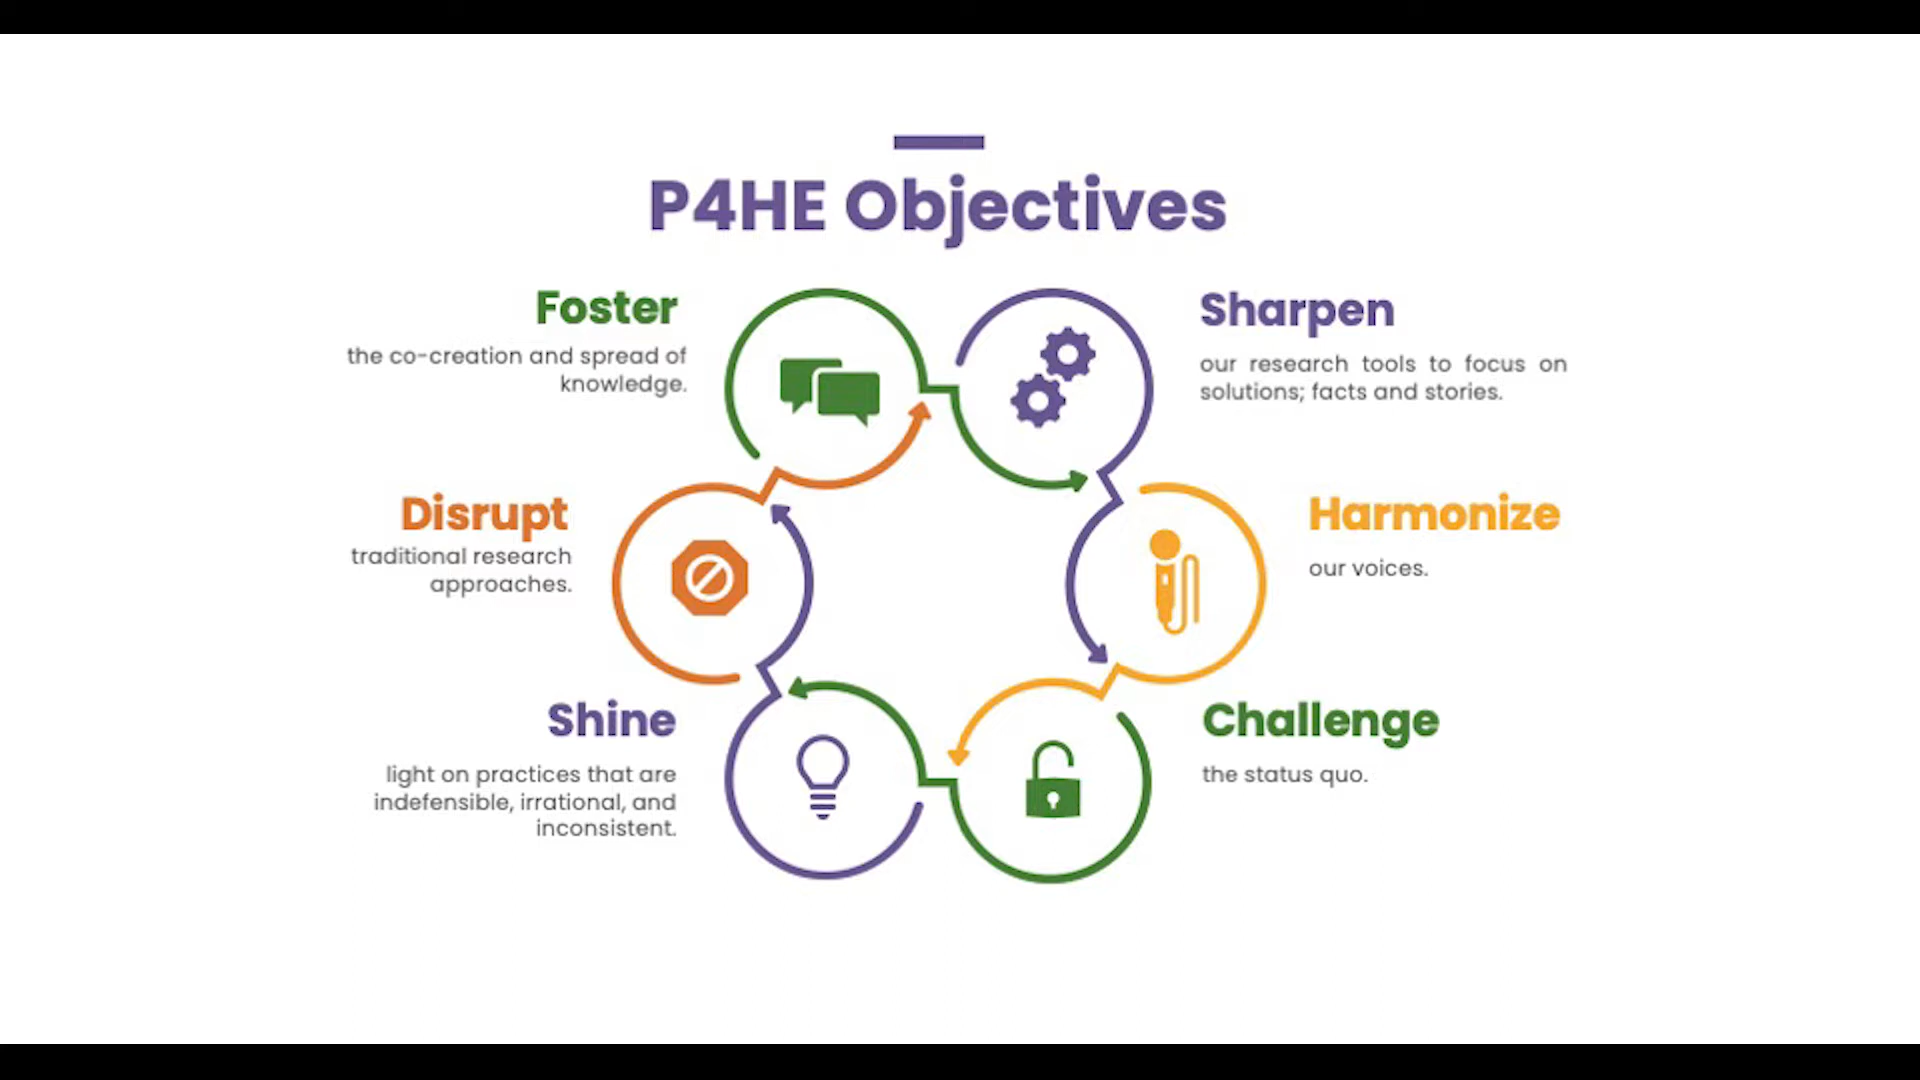 P4HE Objectives
Foster
the co-creation and spread of
knowledge.
Sharpen
our research tools to focus on
solutions; facts and stories.
Disrupt
traditional research
approaches.
Harmonize
our voices.
Shine
light on practices that are
indefensible, irrational, and
inconsistent.
Challenge
the status quo.